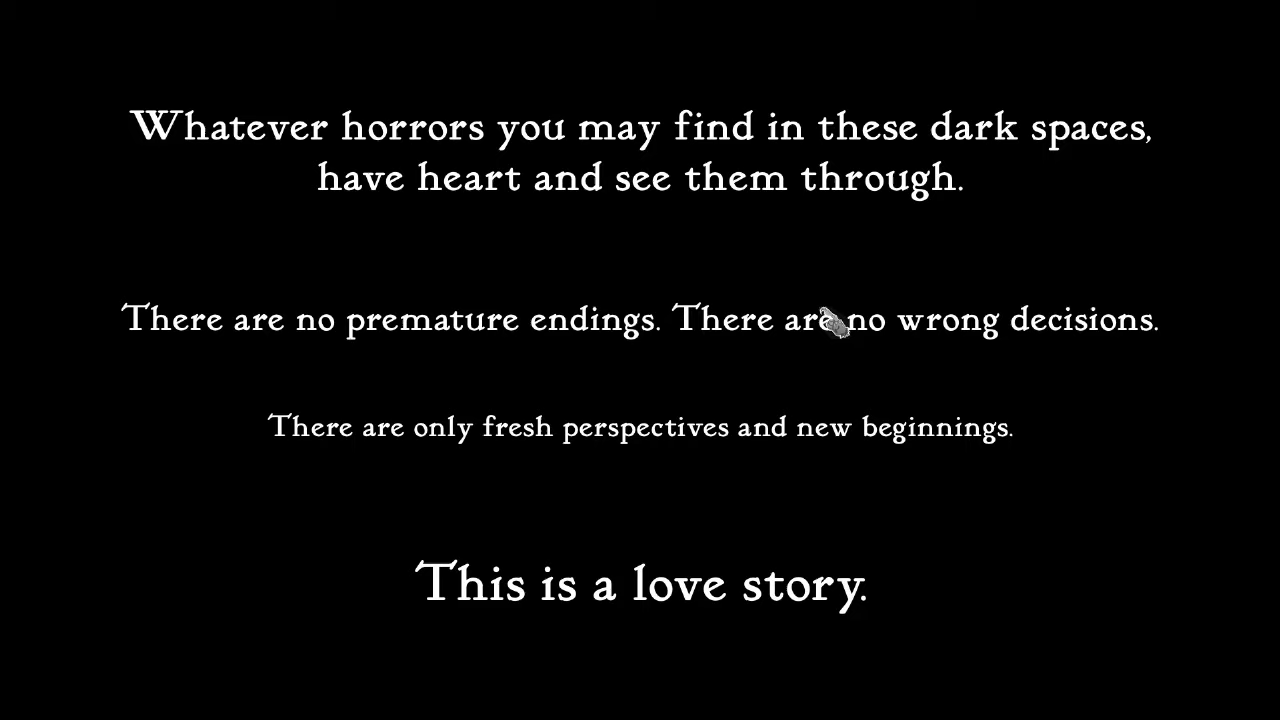 Whatever horrors you may find in these dark spaces,
have heart and see them through.
There are no premature endings. There are no wrong decisions.
There are only fresh perspectives and new beginnings.
This is a love story.